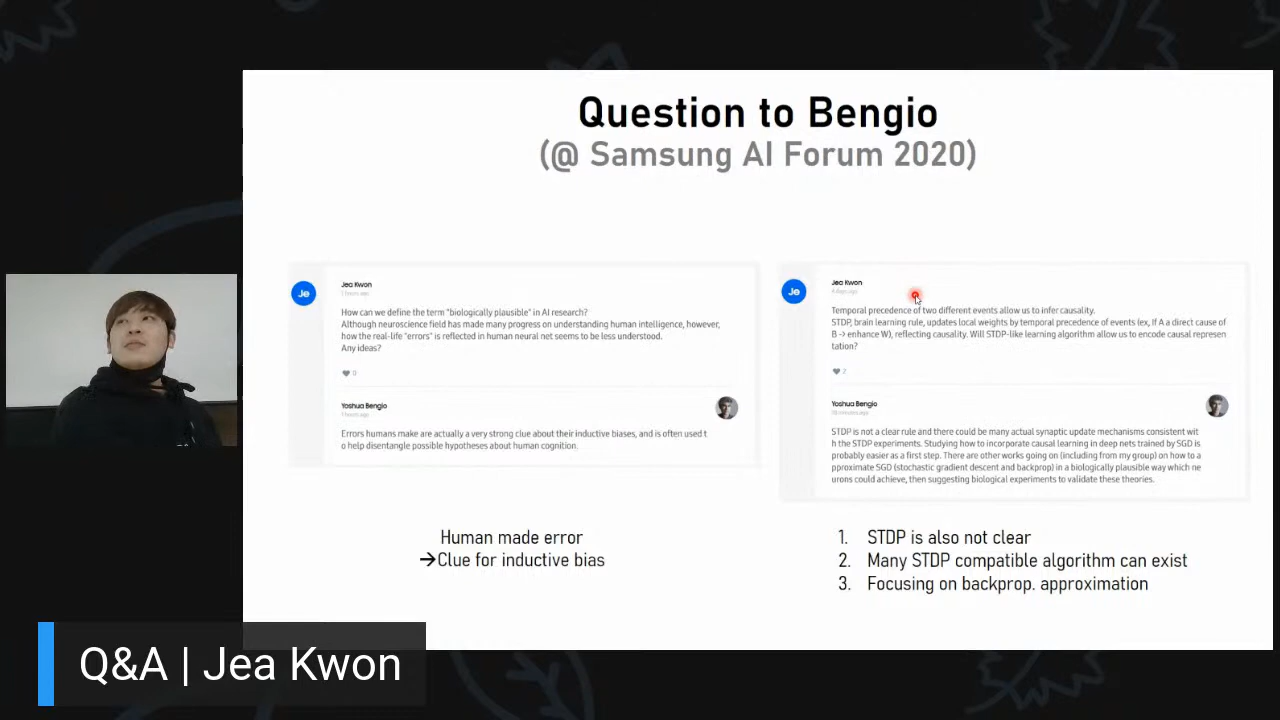 Question to Bengio
(@ Samsung AI Forum 2020)
Je
Jea Kwon
How can we define the term "biologically plausible" in AI research?
Although neuroscience field has made many progress on understanding human intelligence, however,
how the real-life "errors" is reflected in human neural net seems to be less understood.
Any ideas?
0
Yoshua Bengio
Errors humans make are actually a very strong clue about their inductive biases, and is often used t
o help disentangle possible hypotheses about human cognition.
Human made error
→Clue for inductive bias
Je
Jea Kwon
4 days ago
Temporal precedence of two different events allow us to infer causality.
STDP, brain learning rule, updates local weights by temporal precedence of events (ex, If A a direct cause of
B -> enhance W), reflecting causality. Will STDP-like learning algorithm allow us to encode causal represen
tation?
2
Yoshua Bengio
STDP is not a clear rule and there could be many actual synaptic update mechanisms consistent wit
h the STDP experiments. Studying how to incorporate causal learning in deep nets trained by SGD is
probably easier as a first step. There are other works going on (including from my group) on how to a
pproximate SGD (stochastic gradient descent and backprop) in a biologically plausible way which ne
urons could achieve, then suggesting biological experiments to validate these theories.
1. STDP is also not clear
2. Many STDP compatible algorithm can exist
3. Focusing on backprop. approximation
Q&A | Jea Kwon